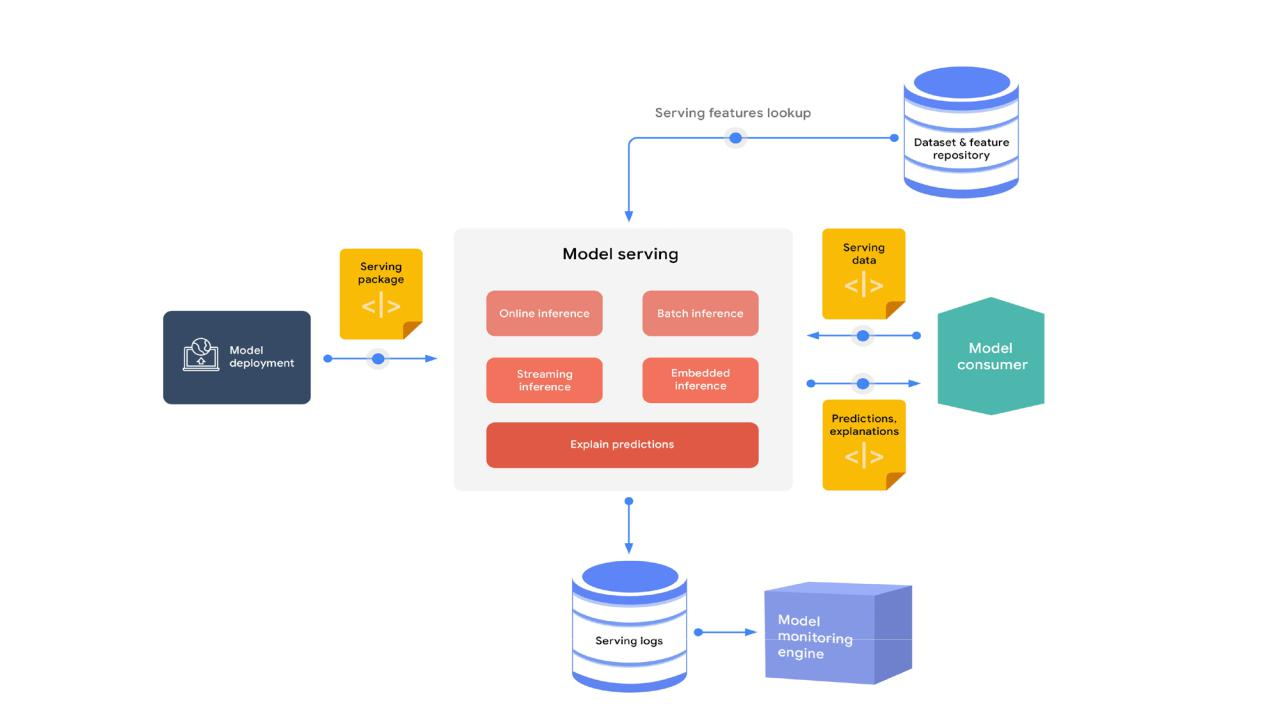 Serving features lookup
Dataset & feature
repository
Model serving
Serving
package
</>
Serving
data
</>
Online inference
Batch inference
Model
deployment
Model
consumer
Streaming
inference
Embedded
inference
Predictions,
explanations
</>
Explain predictions
Serving logs
Model
monitoring
engine